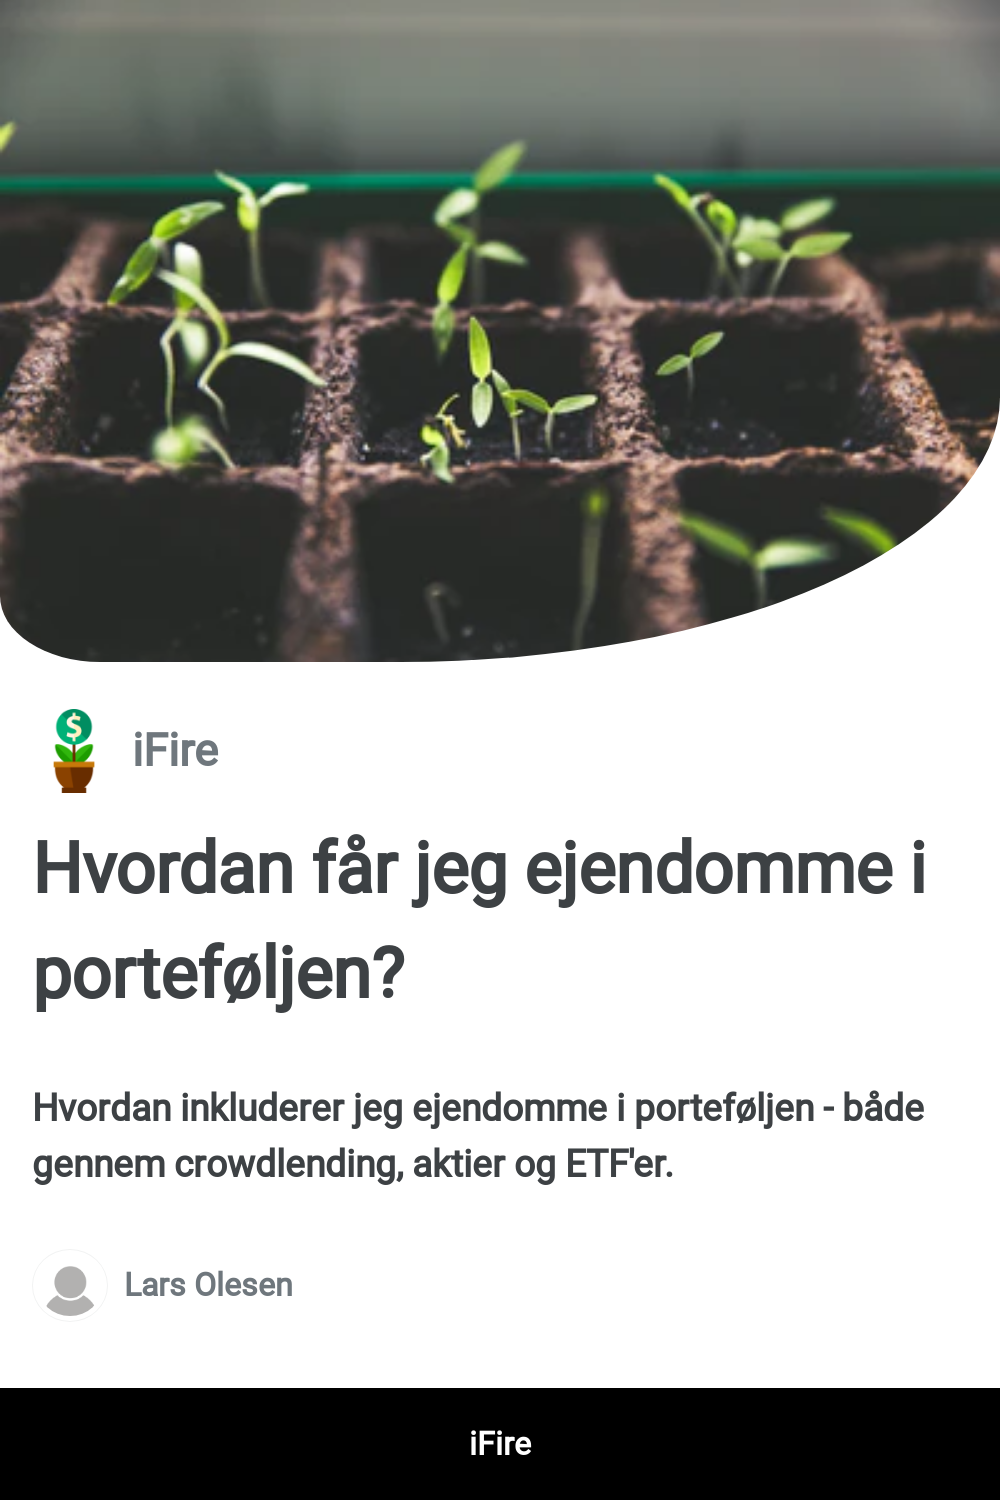 $
iFire
Hvordan får jeg ejendomme i
porteføljen?
Hvordan inkluderer jeg ejendomme i porteføljen - både
gennem crowdlending, aktier og ETF'er.
Lars Olesen
iFire